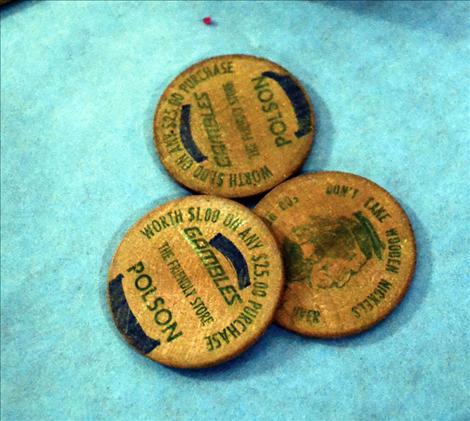 WORTH $1.00 ON ANY $25.00 PURCHASE
GAMBLES
THE FRIENDLY STORE
POLSON
WORTH $1.00 ON ANY $25.00 PURCHASE
GAMBLES
THE FRIENDLY STORE
POLSON
DON'T TAKE WOODEN NICKELS
OVER